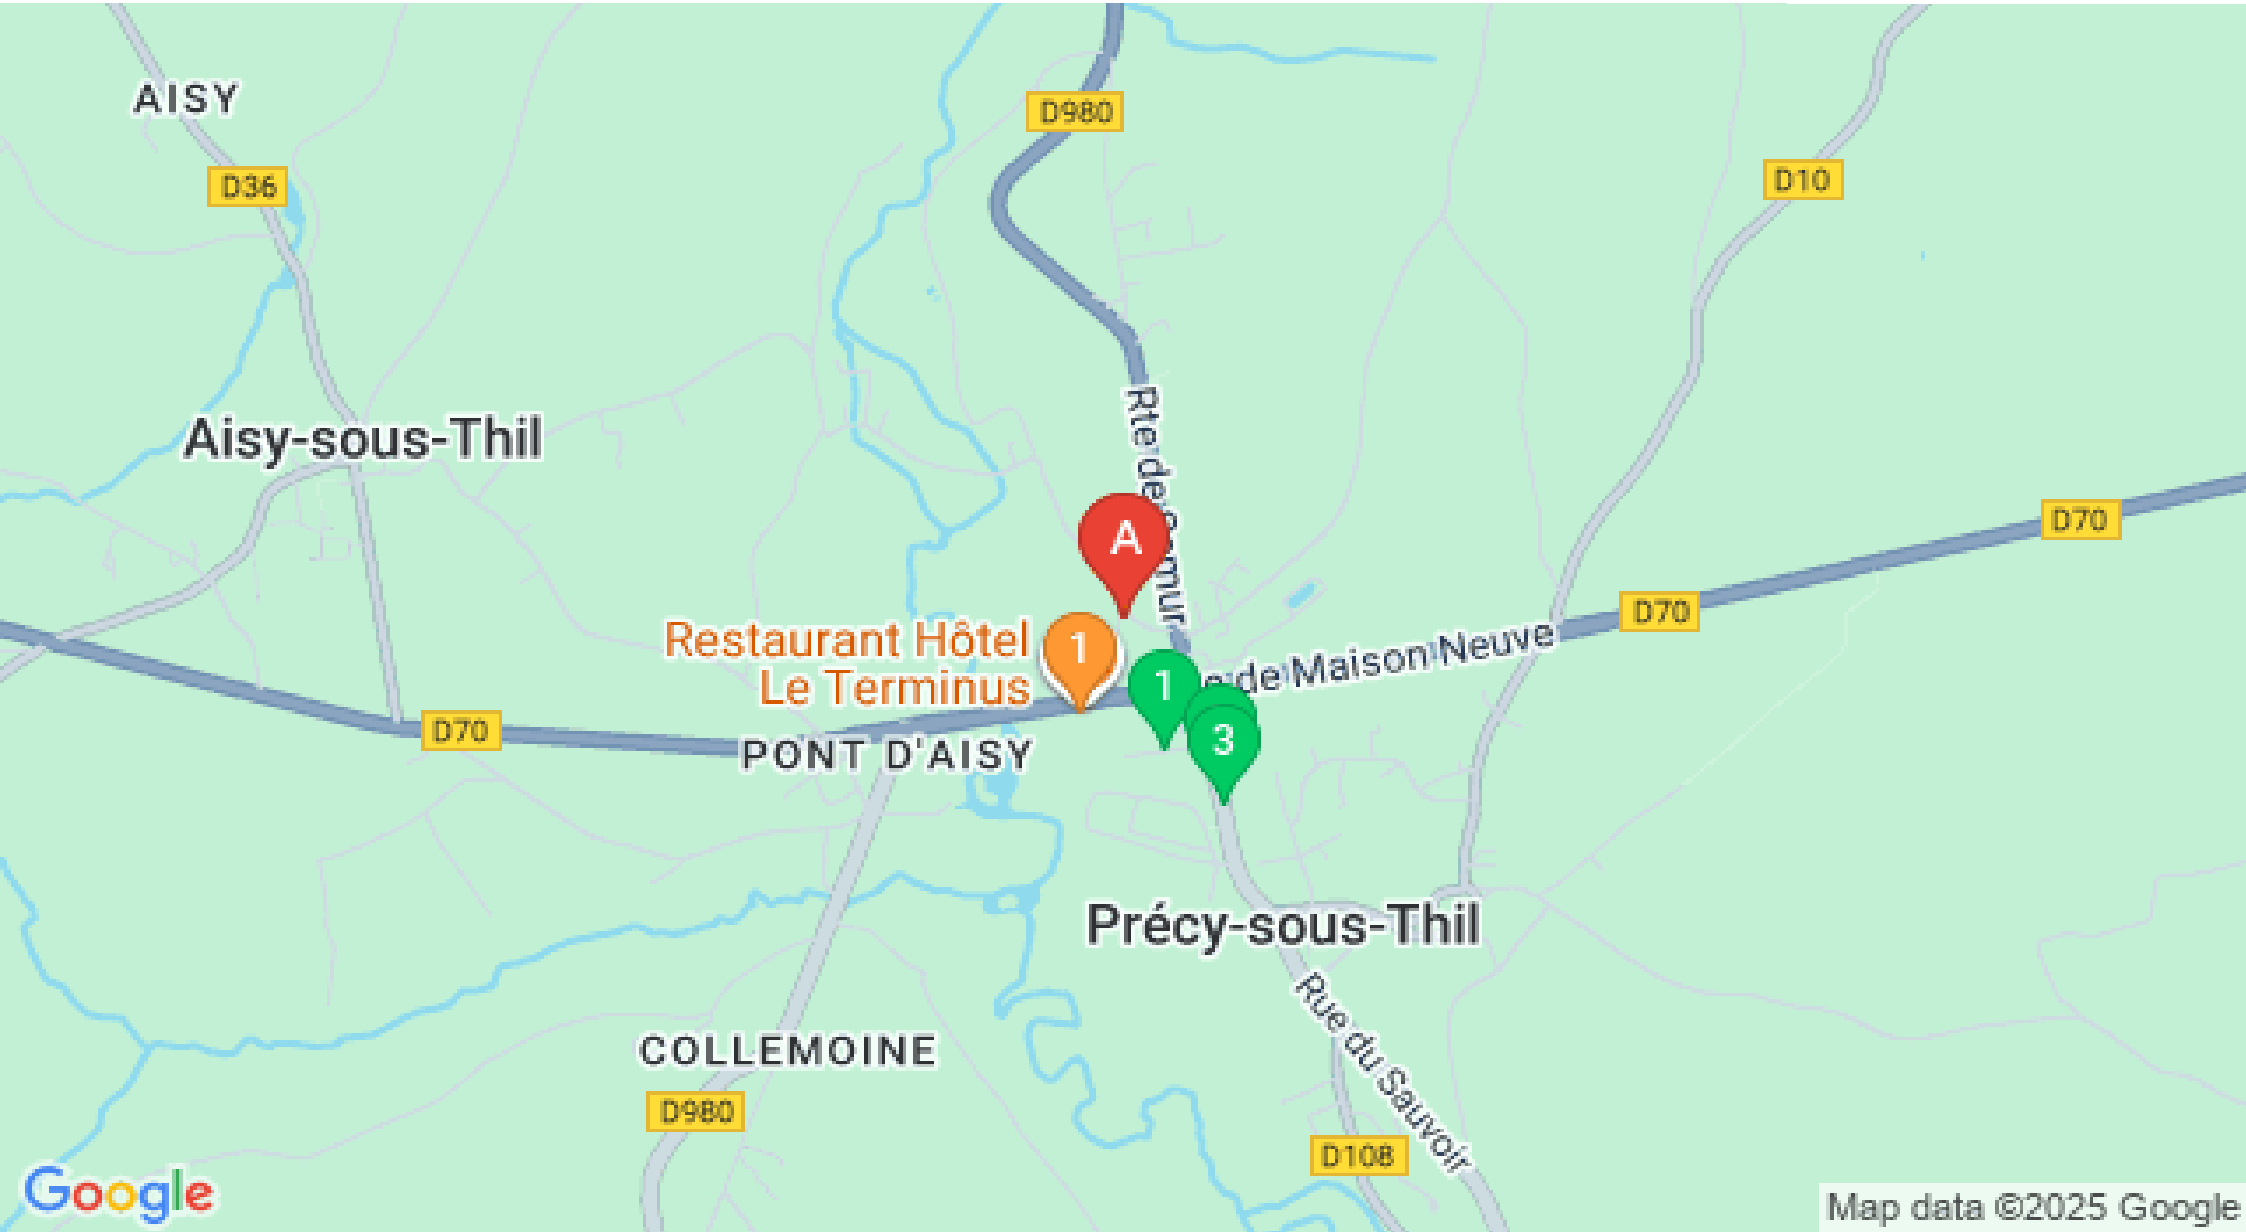 AISY
D980
D36
D10
Rte de
mur
Aisy-sous-Thil
D70
A
D70
Restaurant Hôtel
Le Terminus
1
1
de Maison Neuve
3
D70
PONT D'AISY
Précy-sous-Thil
Rue du Sauvoir
COLLEMOINE
D980
D108
Google
Map data ©2025 Google